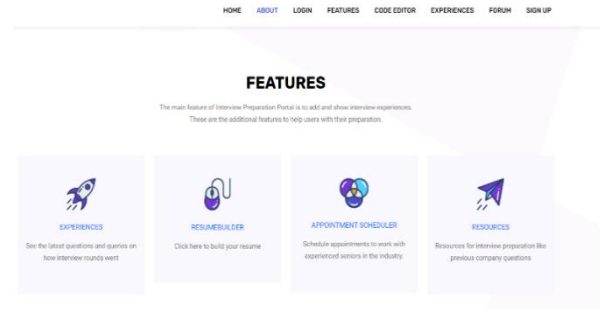 HOME ABOUT LOGIN FEATURES CODE EDITOR EXPERIENCES FORUM SIGN UP
FEATURES
The main feature of Interview Preparation Portal is to add and show interview experiences.
These are the additional features to help users with their preparation.
EXPERIENCES
See the latest questions and queries on
how interview rounds went
RESUMEBUILDER
Click here to build your resume
APPOINTMENT SCHEDULER
Schedule appointments to work with
experienced seniors in the industry
RESOURCES
Resources for interview preparation like
previous company questions